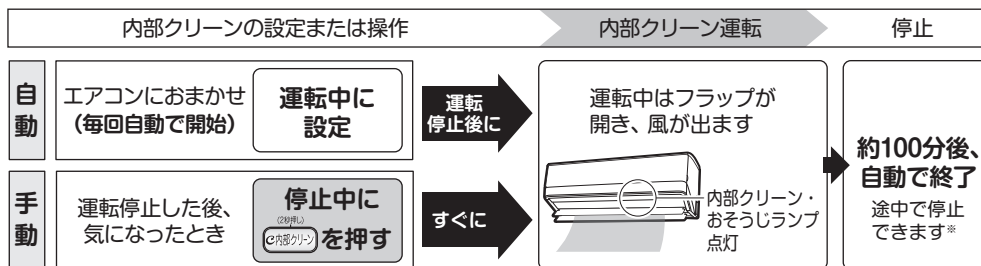 内部クリーンの設定または操作
内部クリーン運転
停止
自動
エアコンにおまかせ
(毎回自動で開始)
運転中に
設定
運転
停止後に
手動
運転停止した後、
気になったとき
停止中に
(2秒押し)
内部クリーン を押す
すぐに
運転中はフラップが
開き、風が出ます
内部クリーン・
おそうじランプ
点灯
約100分後、
自動で終了
途中で停止
できます※